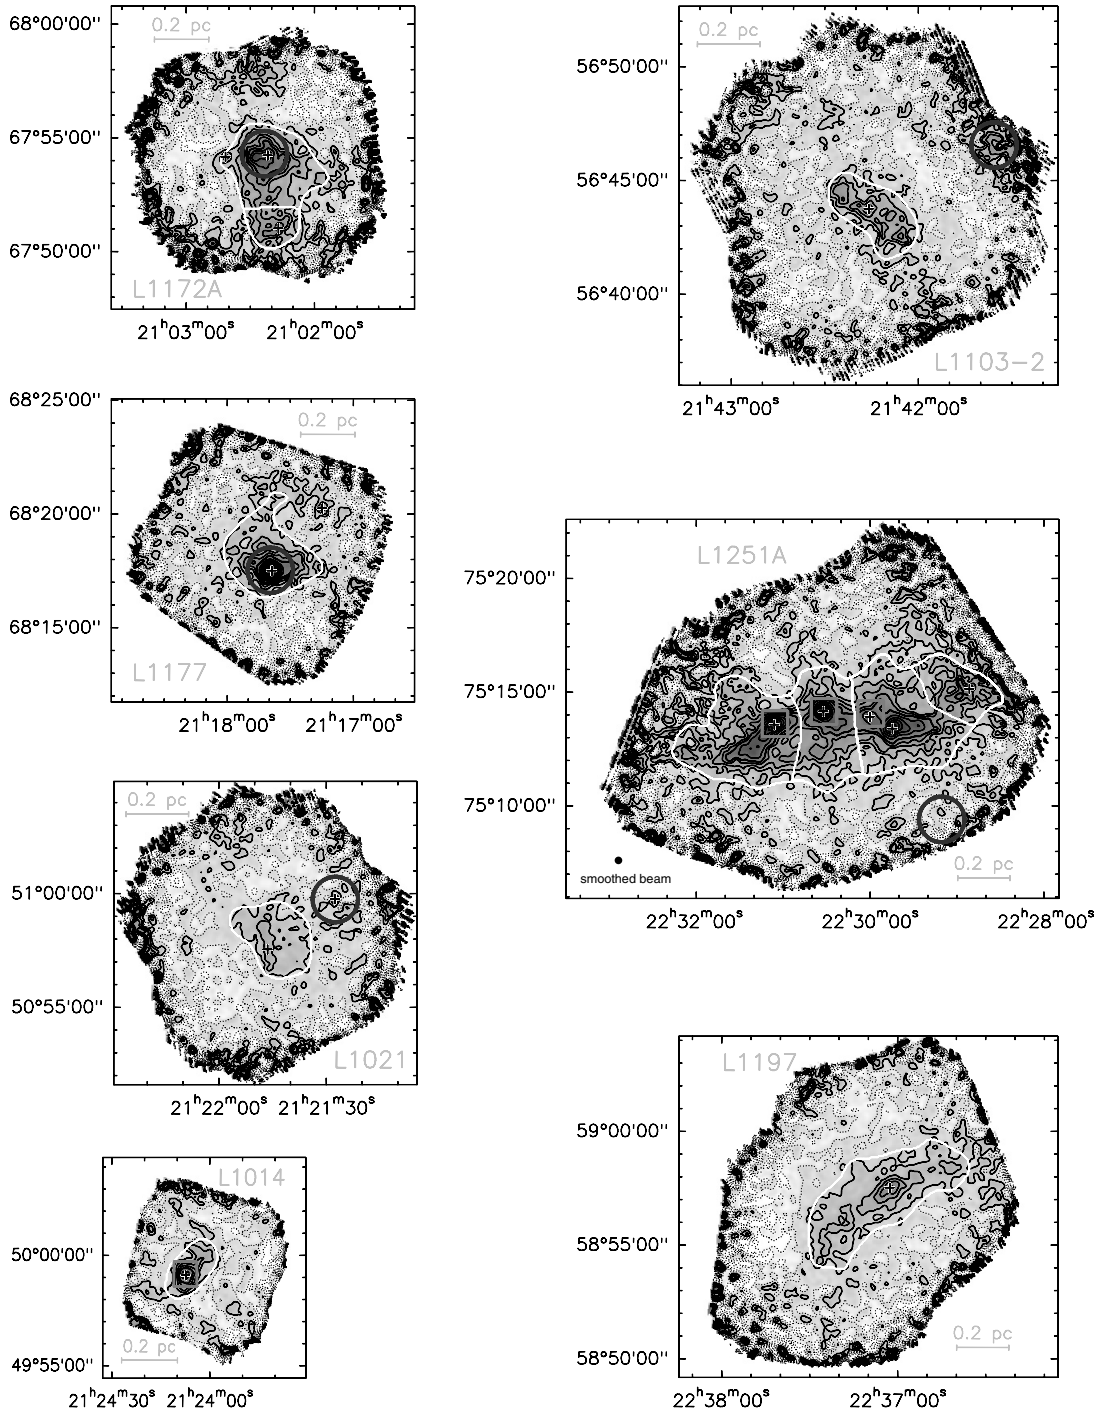 68°00'00''
0.2 pc
67°55'00''
67°50'00''
L1172A
21ʰ03ᵐ00ˢ 21ʰ02ᵐ00ˢ
0.2 pc
56°50'00''
56°45'00''
56°40'00''
L1103-2
21ʰ43ᵐ00ˢ 21ʰ42ᵐ00ˢ
68°25'00''
0.2 pc
68°20'00''
68°15'00''
L1177
21ʰ18ᵐ00ˢ 21ʰ17ᵐ00ˢ
L1251A
75°20'00''
75°15'00''
75°10'00''
smoothed beam
0.2 pc
22ʰ32ᵐ00ˢ 22ʰ30ᵐ00ˢ 22ʰ28ᵐ00ˢ
0.2 pc
51°00'00''
50°55'00''
L1021
21ʰ22ᵐ00ˢ 21ʰ21ᵐ30ˢ
L1197
59°00'00''
58°55'00''
0.2 pc
58°50'00''
22ʰ38ᵐ00ˢ 22ʰ37ᵐ00ˢ
L1014
50°00'00''
0.2 pc
49°55'00''
21ʰ24ᵐ30ˢ 21ʰ24ᵐ00ˢ